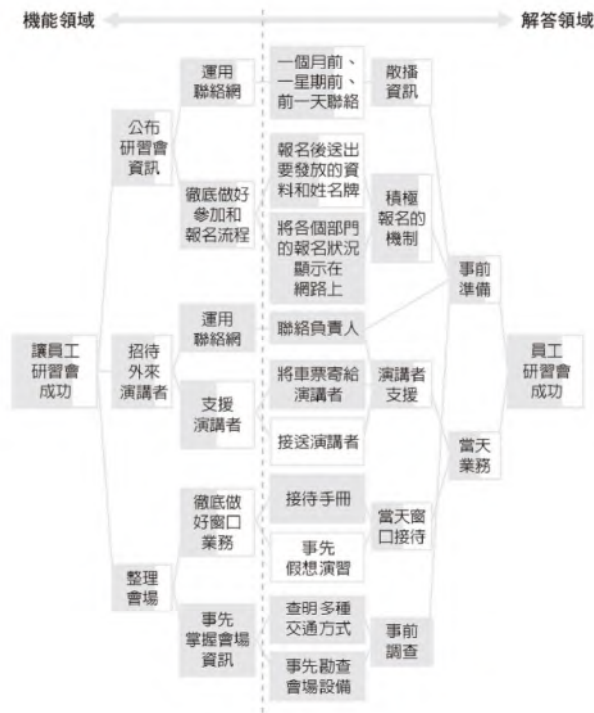 機能領域
解答領域
運用
聯絡網
一個月前、
一星期前、
前一天聯絡
散播
資訊
公布
研習會
資訊
徹底做好
參加和
報名流程
報名後送出
要發放的資
料和姓名牌
將各個部門
的報名狀況
顯示在
網路上
積極
報名的
機制
事前
準備
讓員工
研習會
成功
招待
外來
演講者
運用
聯絡網
聯絡負責人
支援
演講者
將車票寄給
演講者
接送演講者
演講者
支援
員工
研習會
成功
當天
業務
整理
會場
徹底做
好窗口
業務
接待手冊
事先
假想演習
當天窗
口接待
事先
掌握會場
資訊
查明多種
交通方式
事先勘查
會場設備
事前
調查